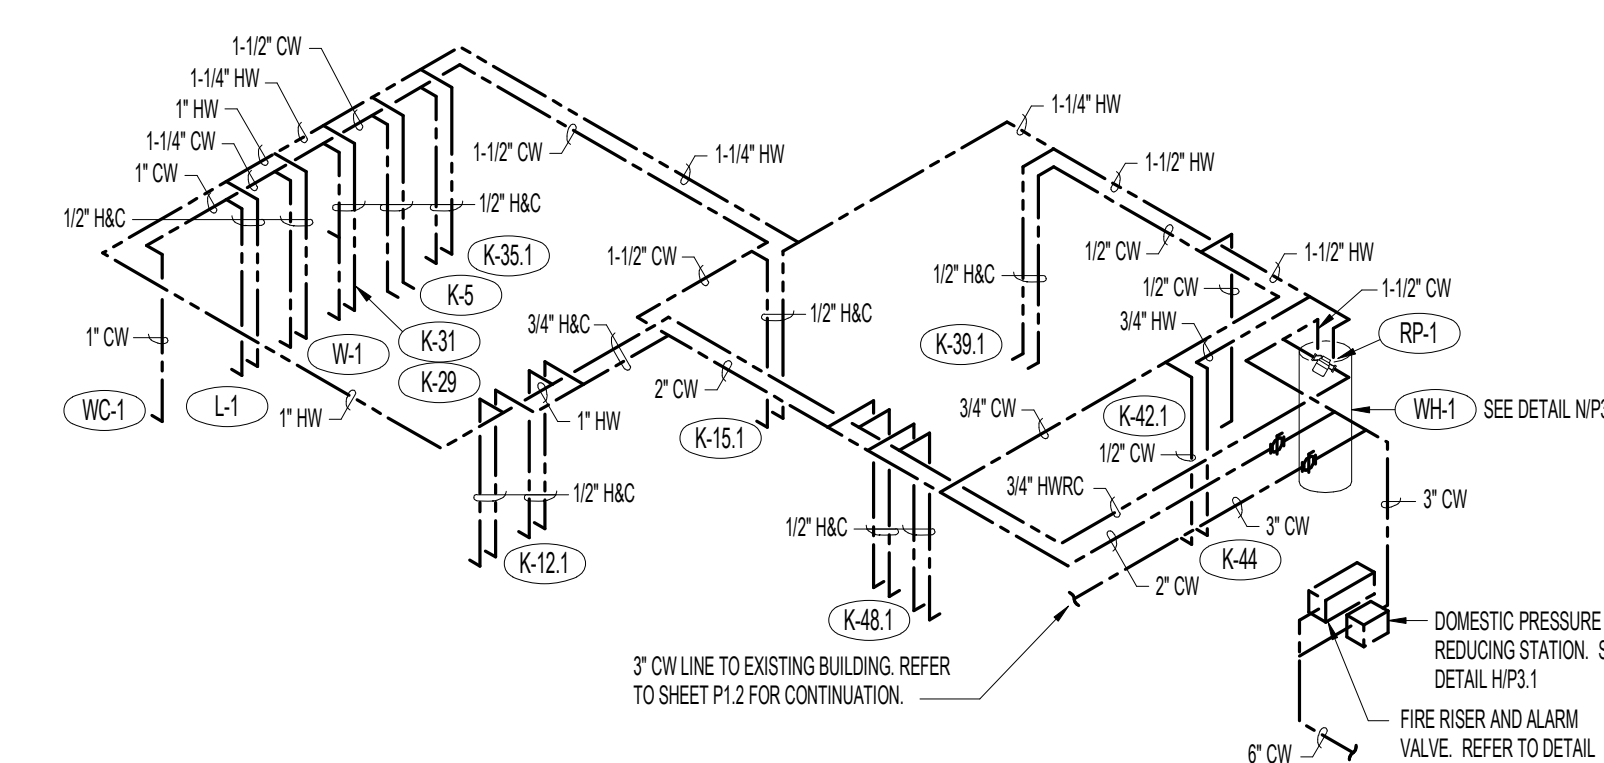 1-1/2" CW
1-1/4" HW
1" HW
1-1/4" CW
1" CW
1/2" H&C
1-1/2" CW
1-1/4" HW
1/2" H&C
K-35.1
K-5
K-31
K-29
W-1
L-1
WC-1
1" CW
1" HW
3/4" H&C
1-1/2" CW
1/2" H&C
1" HW
1/2" H&C
K-12.1
2" CW
K-15.1
1-1/4" HW
1-1/2" HW
1/2" H&C
1/2" CW
1-1/2" HW
1/2" CW
1-1/2" CW
3/4" HW
RP-1
K-39.1
K-42.1
WH-1
SEE DETAIL N/P3
3/4" CW
1/2" CW
3/4" HWRC
3" CW
3" CW
1/2" H&C
K-44
2" CW
K-48.1
3" CW LINE TO EXISTING BUILDING. REFER
TO SHEET P1.2 FOR CONTINUATION.
DOMESTIC PRESSURE
REDUCING STATION.
DETAIL H/P3.1
FIRE RISER AND ALARM
VALVE. REFER TO DETAIL
6" CW